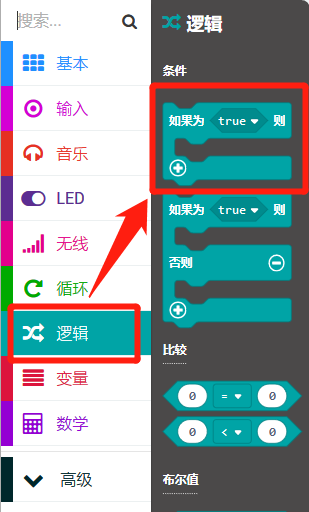 搜索...
基本
输入
音乐
LED
无线
循环
逻辑
变量
数学
高级
逻辑
条件
如果为 true 则
如果为 true 则
否则
比较
0 = 0
0 < 0
布尔值